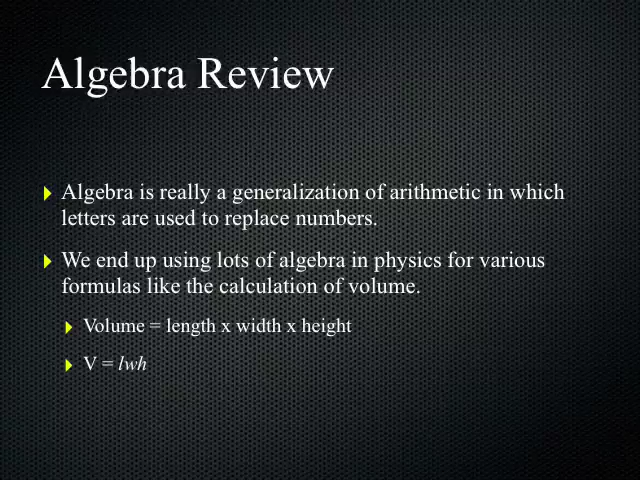 Algebra Review
Algebra is really a generalization of arithmetic in which
letters are used to replace numbers.
We end up using lots of algebra in physics for various
formulas like the calculation of volume.
Volume = length x width x height
V = lwh